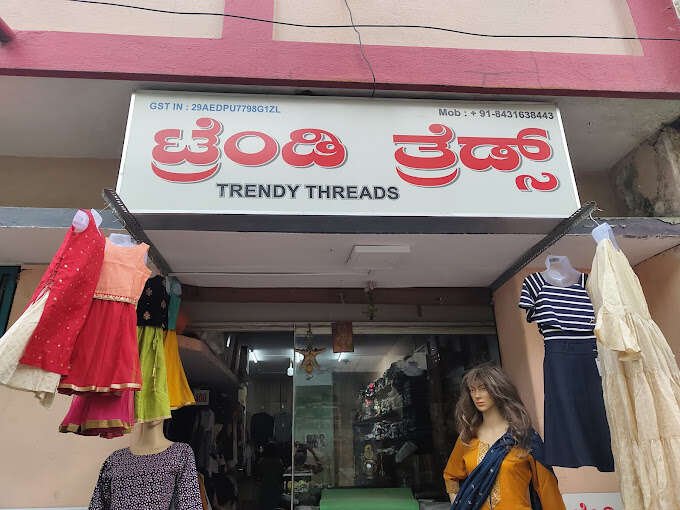 GST IN : 29AEDPU7798G1ZL Mob : + 91-8431638443
ಟ್ರೆಂಡಿ ತ್ರೆಡ್ಸ್
TRENDY THREADS